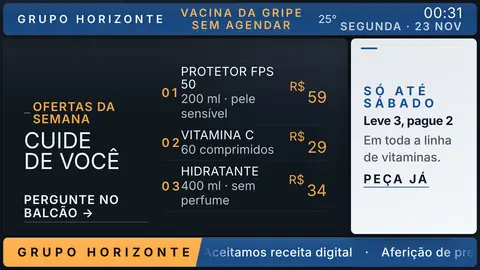 GRUPO HORIZONTE
VACINA DA GRIPE
SEM AGENDAR
25°
00:31
SEGUNDA · 23 NOV
OFERTAS DA
SEMANA
CUIDE
DE VOCÊ
PERGUNTE NO
BALCÃO →
01
PROTETOR FPS
50
200 ml · pele
sensível
R$ 59
02
VITAMINA C
60 comprimidos
R$ 29
03
HIDRATANTE
400 ml · sem
perfume
R$ 34
SÓ ATÉ
SÁBADO
Leve 3, pague 2
Em toda a linha
de vitaminas.
PEÇA JÁ
GRUPO HORIZONTE
Aceitamos receita digital · Aferição de